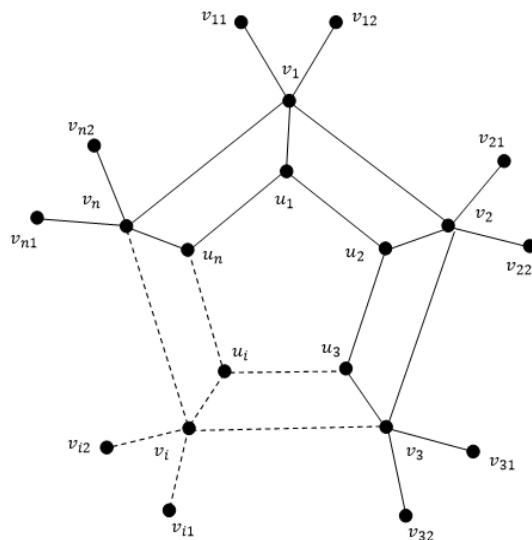 v₁₁ v₁₂
v₁
vₙ₂ v₂₁
vₙ u₁ v₂
vₙ₁ uₙ u₂ v₂₂
uᵢ u₃
vᵢ₂ vᵢ v₃ v₃₁
vᵢ₁ v₃₂